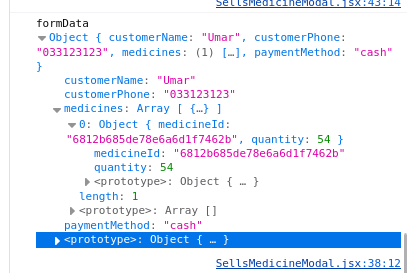 SellsMedicineModal.jsx:43:14
formData
Object { customerName: "Umar", customerPhone:
"033123123", medicines: (1) […], paymentMethod: "cash"
}
customerName: "Umar"
customerPhone: "033123123"
medicines: Array [ {…} ]
0: Object { medicineId:
"6812b685de78e6a6d1f7462b", quantity: 54 }
medicineId: "6812b685de78e6a6d1f7462b"
quantity: 54
<prototype>: Object { … }
length: 1
<prototype>: Array []
paymentMethod: "cash"
<prototype>: Object { … }
SellsMedicineModal.jsx:38:12